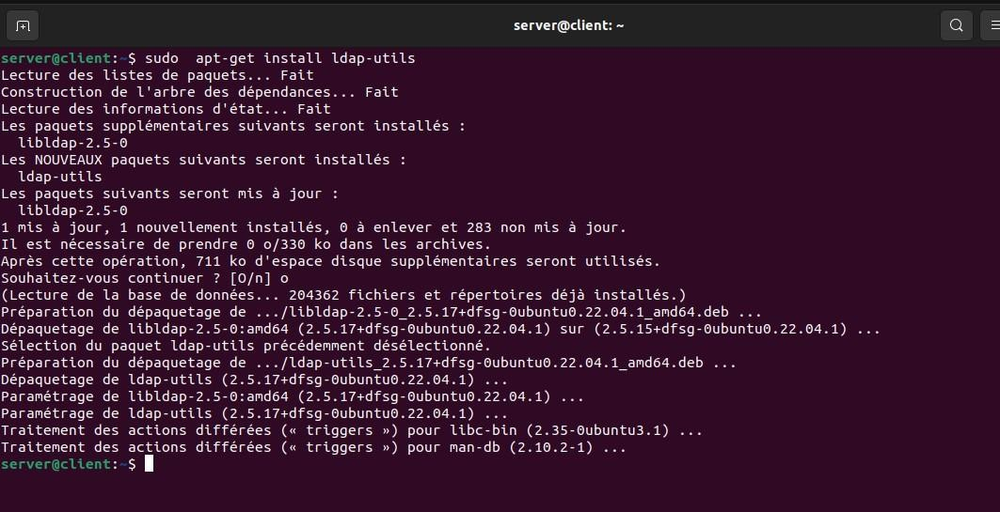 server@client: ~
server@client:~$ sudo  apt-get install ldap-utils
Lecture des listes de paquets... Fait
Construction de l'arbre des dépendances... Fait
Lecture des informations d'état... Fait
Les paquets supplémentaires suivants seront installés :
  libldap-2.5-0
Les NOUVEAUX paquets suivants seront installés :
  ldap-utils
Les paquets suivants seront mis à jour :
  libldap-2.5-0
1 mis à jour, 1 nouvellement installés, 0 à enlever et 283 non mis à jour.
Il est nécessaire de prendre 0 o/330 ko dans les archives.
Après cette opération, 711 ko d'espace disque supplémentaires seront utilisés.
Souhaitez-vous continuer ? [O/n] o
(Lecture de la base de données... 204362 fichiers et répertoires déjà installés.)
Préparation du dépaquetage de .../libldap-2.5-0_2.5.17+dfsg-0ubuntu0.22.04.1_amd64.deb ...
Dépaquetage de libldap-2.5-0:amd64 (2.5.17+dfsg-0ubuntu0.22.04.1) sur (2.5.15+dfsg-0ubuntu0.22.04.1) ...
Sélection du paquet ldap-utils précédemment désélectionné.
Préparation du dépaquetage de .../ldap-utils_2.5.17+dfsg-0ubuntu0.22.04.1_amd64.deb ...
Dépaquetage de ldap-utils (2.5.17+dfsg-0ubuntu0.22.04.1) ...
Paramétrage de libldap-2.5-0:amd64 (2.5.17+dfsg-0ubuntu0.22.04.1) ...
Paramétrage de ldap-utils (2.5.17+dfsg-0ubuntu0.22.04.1) ...
Traitement des actions différées (« triggers ») pour libc-bin (2.35-0ubuntu3.1) ...
Traitement des actions différées (« triggers ») pour man-db (2.10.2-1) ...
server@client:~$